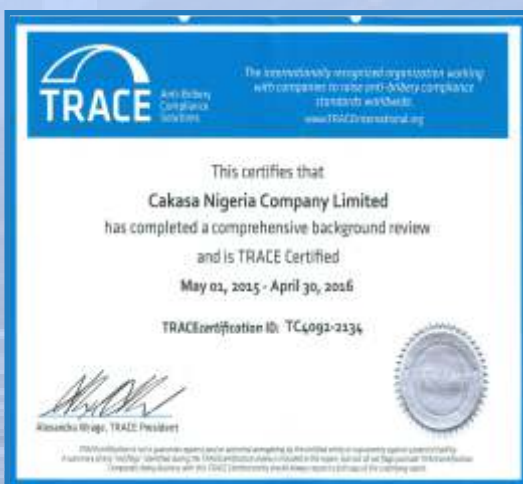 TRACE
Anti-Bribery
Compliance
Solutions
The internationally recognized organization working
with companies to raise anti-bribery compliance
standards worldwide.
www.TRACEinternational.org
This certifies that
Cakasa Nigeria Company Limited
has completed a comprehensive background review
and is TRACE Certified
May 01, 2015 - April 30, 2016
TRACEcertification ID: TC4092-2134
Alexandra Wrage, TRACE President